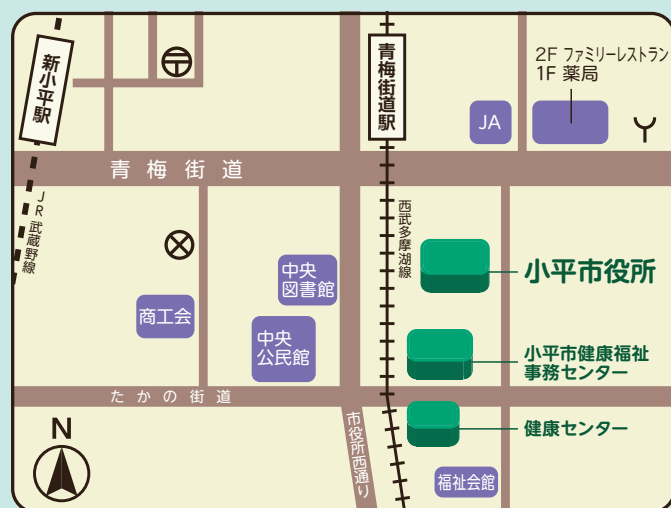 新小平駅
青梅街道駅
2F ファミリーレストラン
1F 薬局
JA
青梅街道
JR武蔵野線
西武多摩湖線
中央
図書館
小平市役所
商工会
中央
公民館
小平市健康福祉
事務センター
たかの街道
市役所西通り
健康センター
N
福祉会館